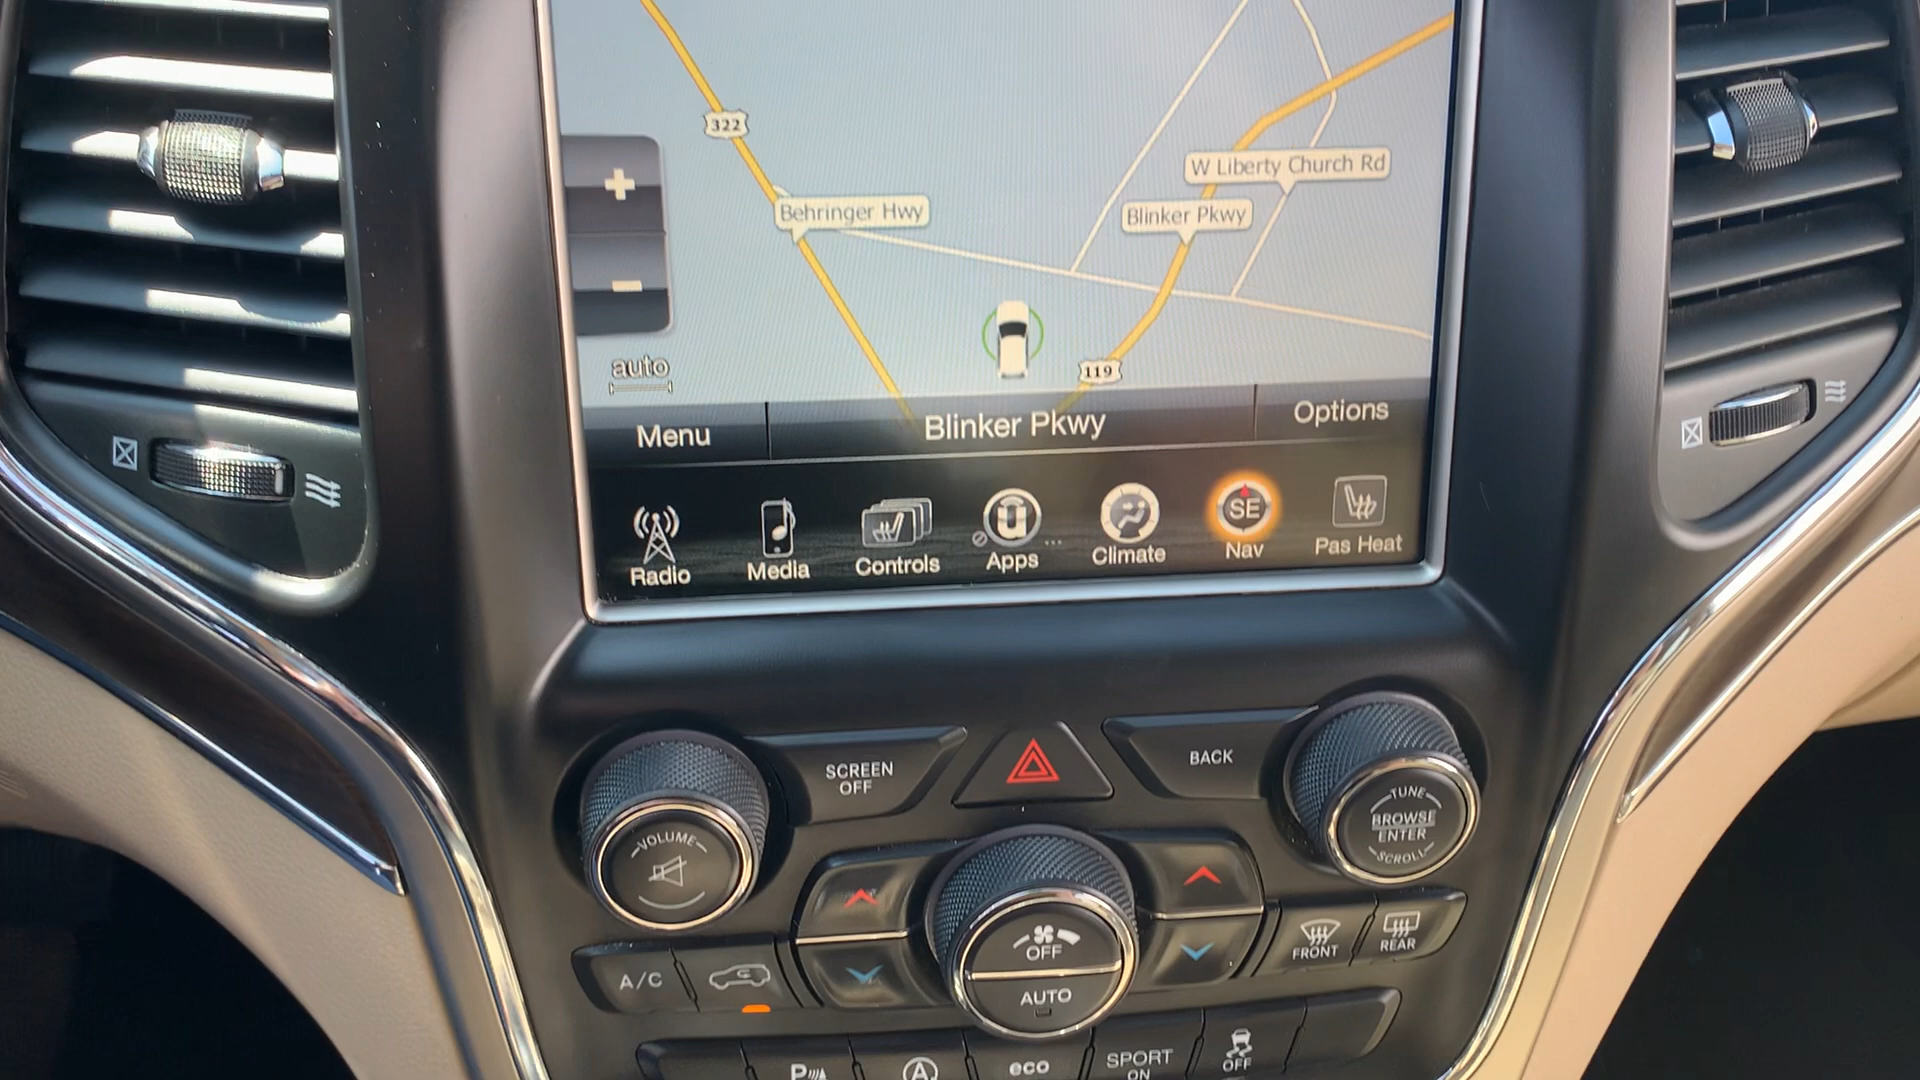 322
W Liberty Church Rd
Behringer Hwy
Blinker Pkwy
auto
119
Menu
Blinker Pkwy
Options
SE
Radio
Media
Controls
Apps
Climate
Nav
Pas Heat
SCREEN
OFF
BACK
VOLUME
TUNE
BROWSE
ENTER
SCROLL
OFF
AUTO
A/C
FRONT
REAR
P
A
eco
SPORT
ON
OFF